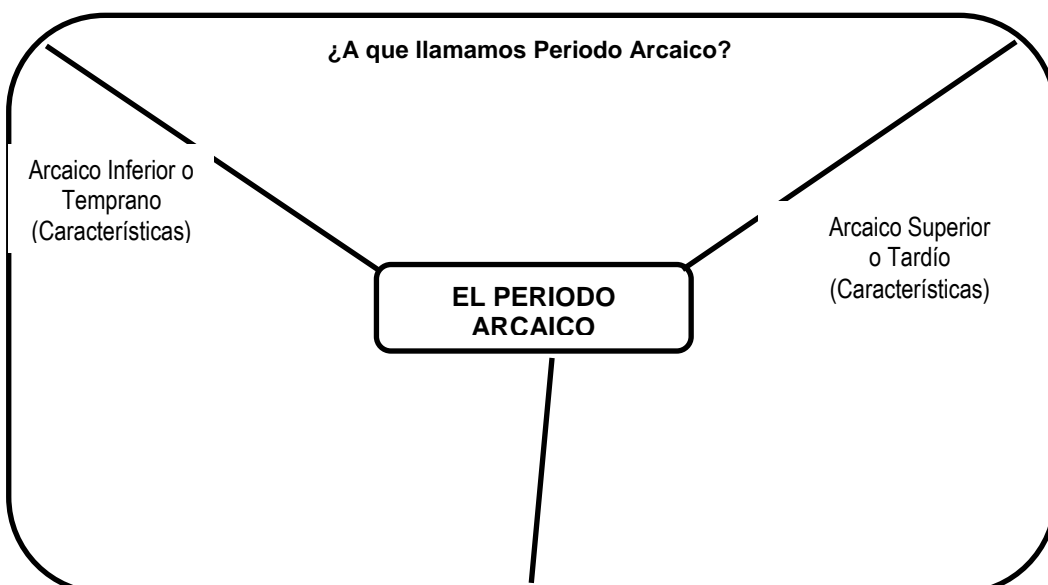 ¿A que llamamos Periodo Arcaico?
Arcaico Inferior o
Temprano
(Características)
Arcaico Superior
o Tardío
(Características)
EL PERIODO
ARCAICO